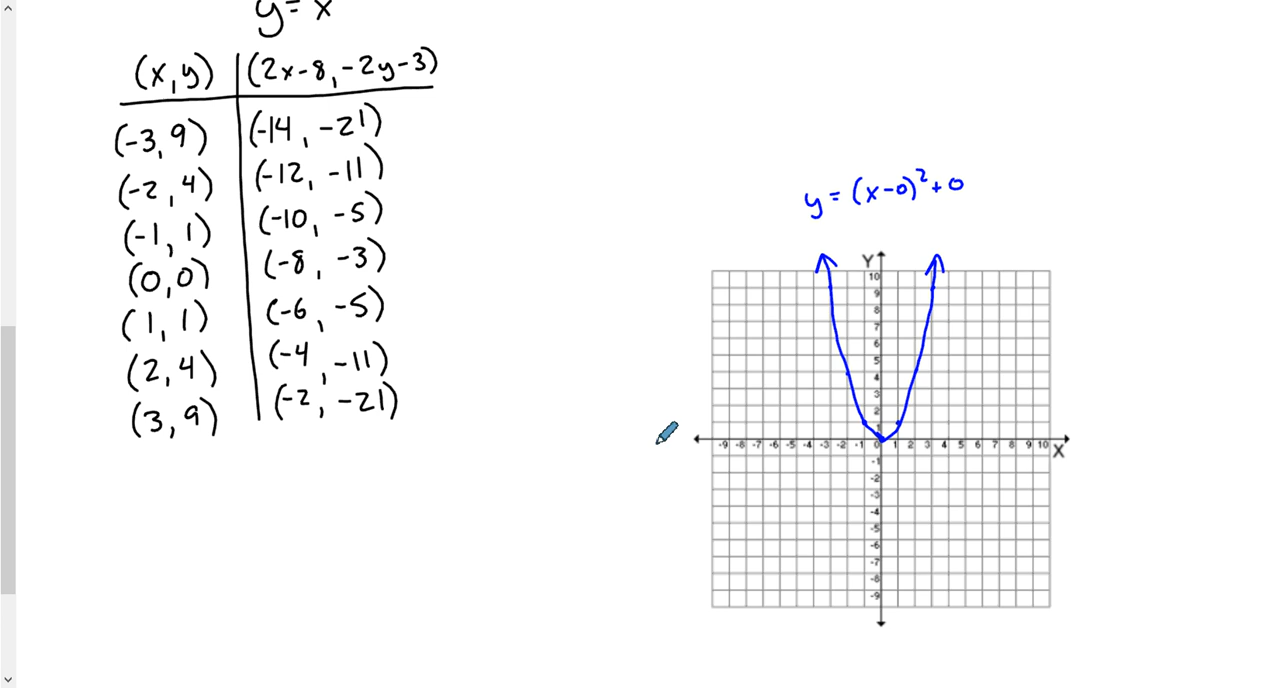 y = x
(x, y) | (2x-8, -2y-3)
(-3, 9) | (-14, -21)
(-2, 4) | (-12, -11)
(-1, 1) | (-10, -5)
(0, 0) | (-8, -3)
(1, 1) | (-6, -5)
(2, 4) | (-4, -11)
(3, 9) | (-2, -21)
y = (x-0)² + 0
Y
10
9
8
7
6
5
4
3
2
1
-9 -8 -7 -6 -5 -4 -3 -2 -1 0 1 2 3 4 5 6 7 8 9 10 X
-1
-2
-3
-4
-5
-6
-7
-8
-9